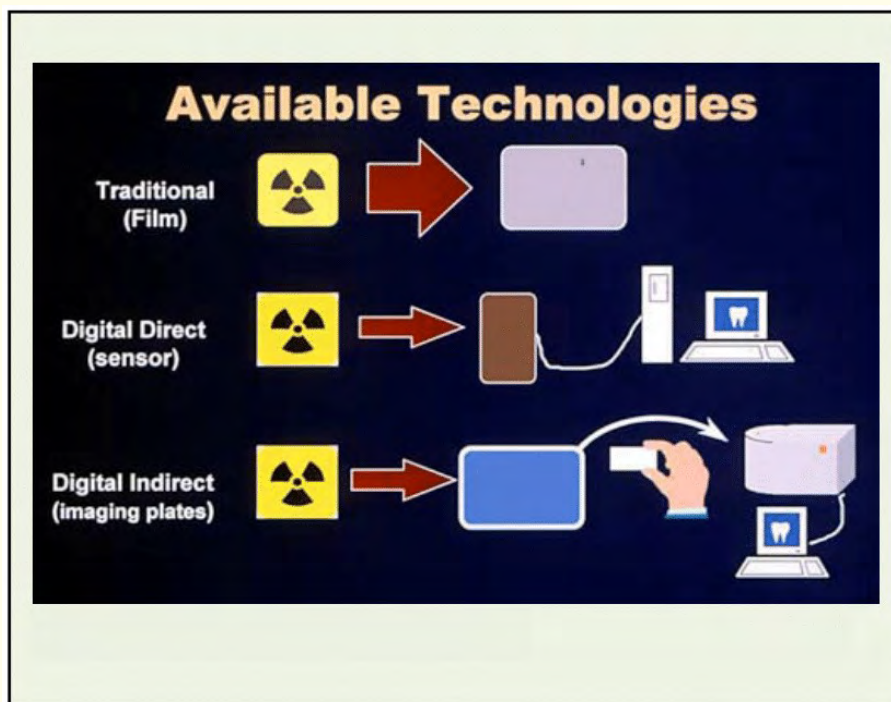 Available Technologies
Traditional
(Film)
Digital Direct
(sensor)
Digital Indirect
(imaging plates)